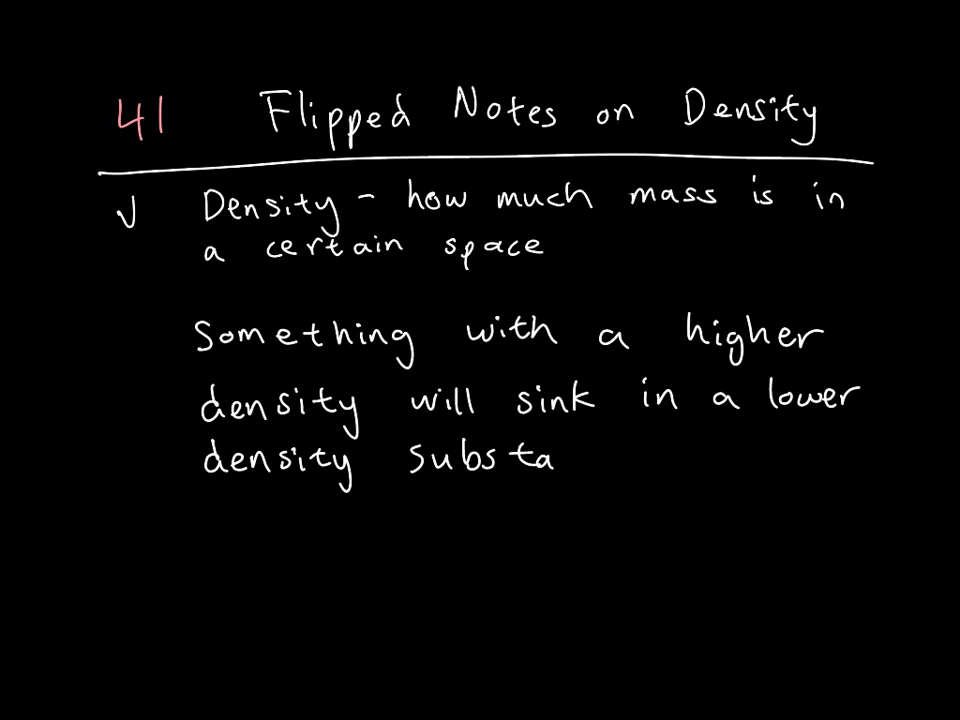 41 Flipped Notes on Density
√ Density - how much mass is in
a certain space
Something with a higher
density will sink in a lower
density substa